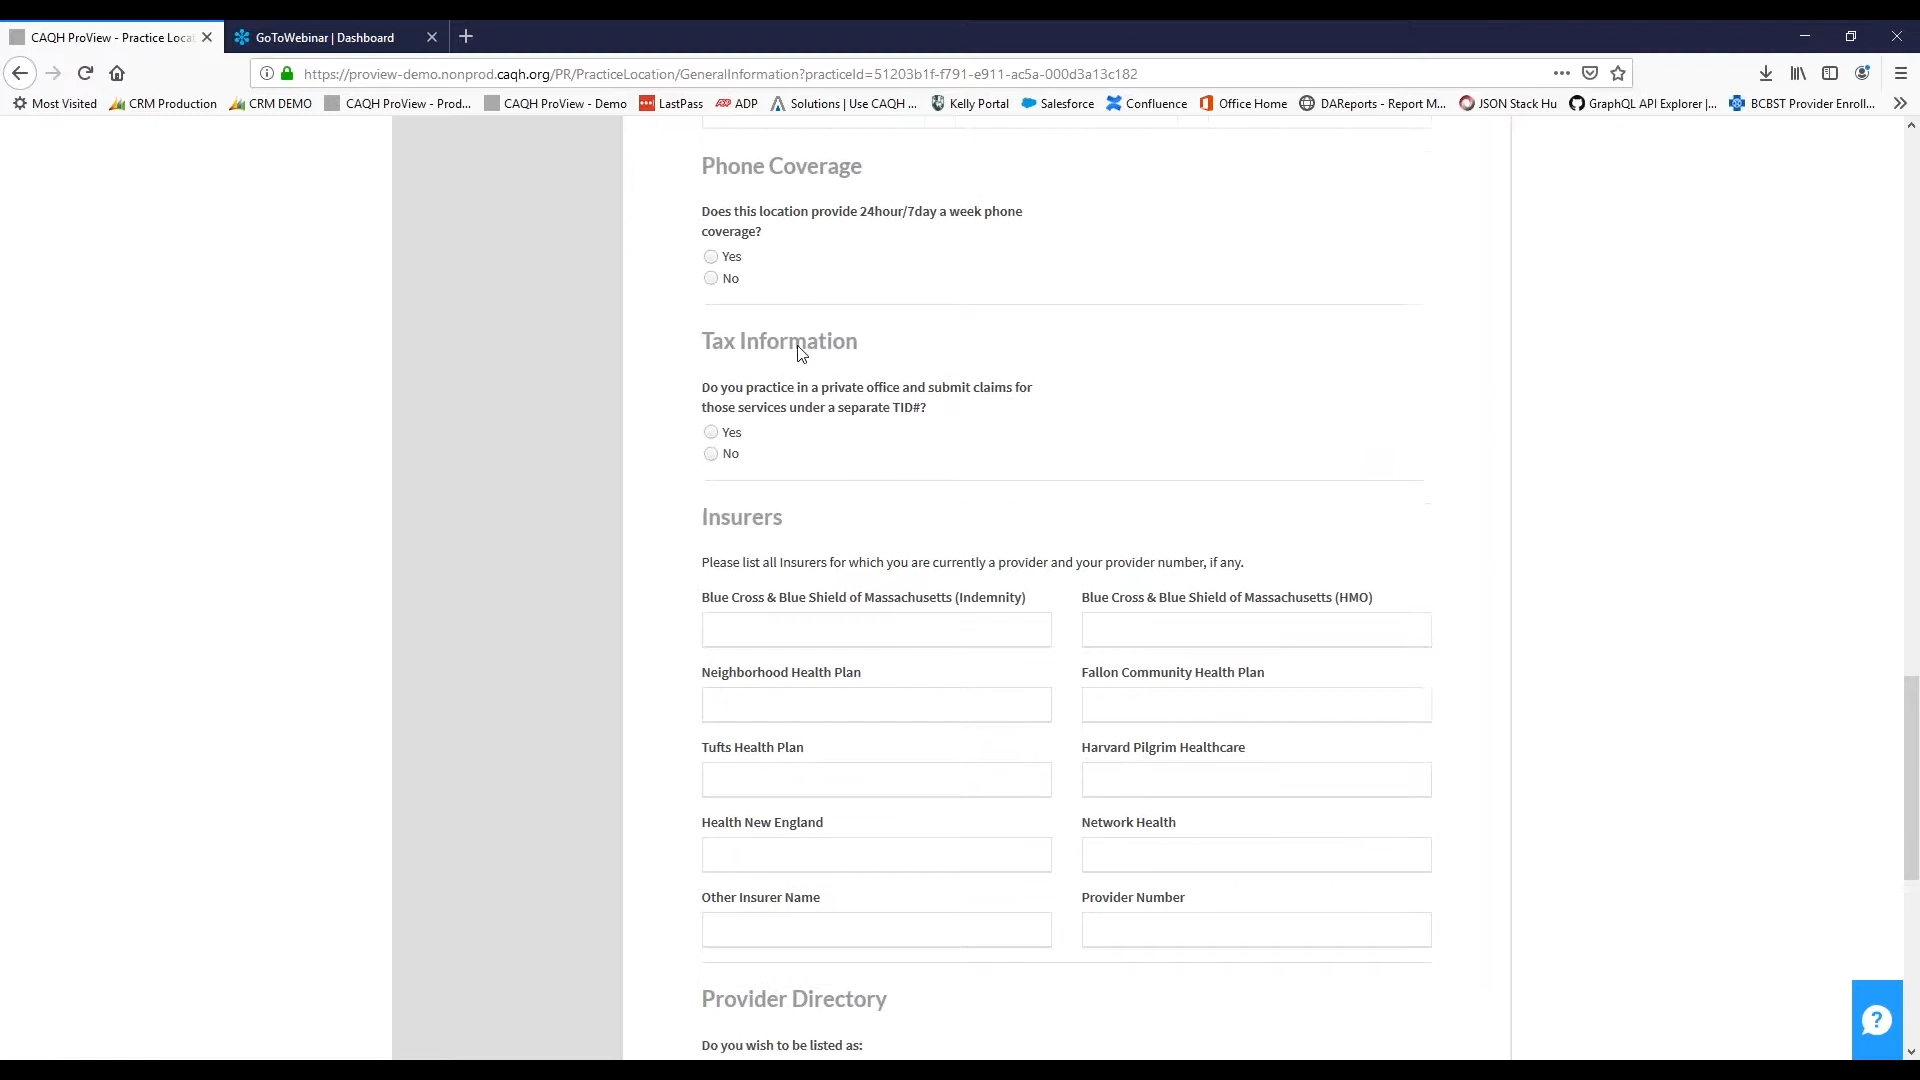 CAQH ProView - Practice Loca
GoToWebinar | Dashboard
https://proview-demo.nonprod.caqh.org/PR/PracticeLocation/GeneralInformation?practiceId=51203b1f-f791-e911-ac5a-000d3a13c182
Most Visited
CRM Production
CRM DEMO
CAQH ProView - Prod...
CAQH ProView - Demo
LastPass
ADP
Solutions | Use CAQH ...
Kelly Portal
Salesforce
Confluence
Office Home
DAReports - Report M...
JSON Stack Hu
GraphQL API Explorer |...
BCBST Provider Enroll...
Phone Coverage
Does this location provide 24hour/7day a week phone
coverage?
Yes
No
Tax Information
Do you practice in a private office and submit claims for
those services under a separate TID#?
Yes
No
Insurers
Please list all Insurers for which you are currently a provider and your provider number, if any.
Blue Cross & Blue Shield of Massachusetts (Indemnity)
Blue Cross & Blue Shield of Massachusetts (HMO)
Neighborhood Health Plan
Fallon Community Health Plan
Tufts Health Plan
Harvard Pilgrim Healthcare
Health New England
Network Health
Other Insurer Name
Provider Number
Provider Directory
Do you wish to be listed as: